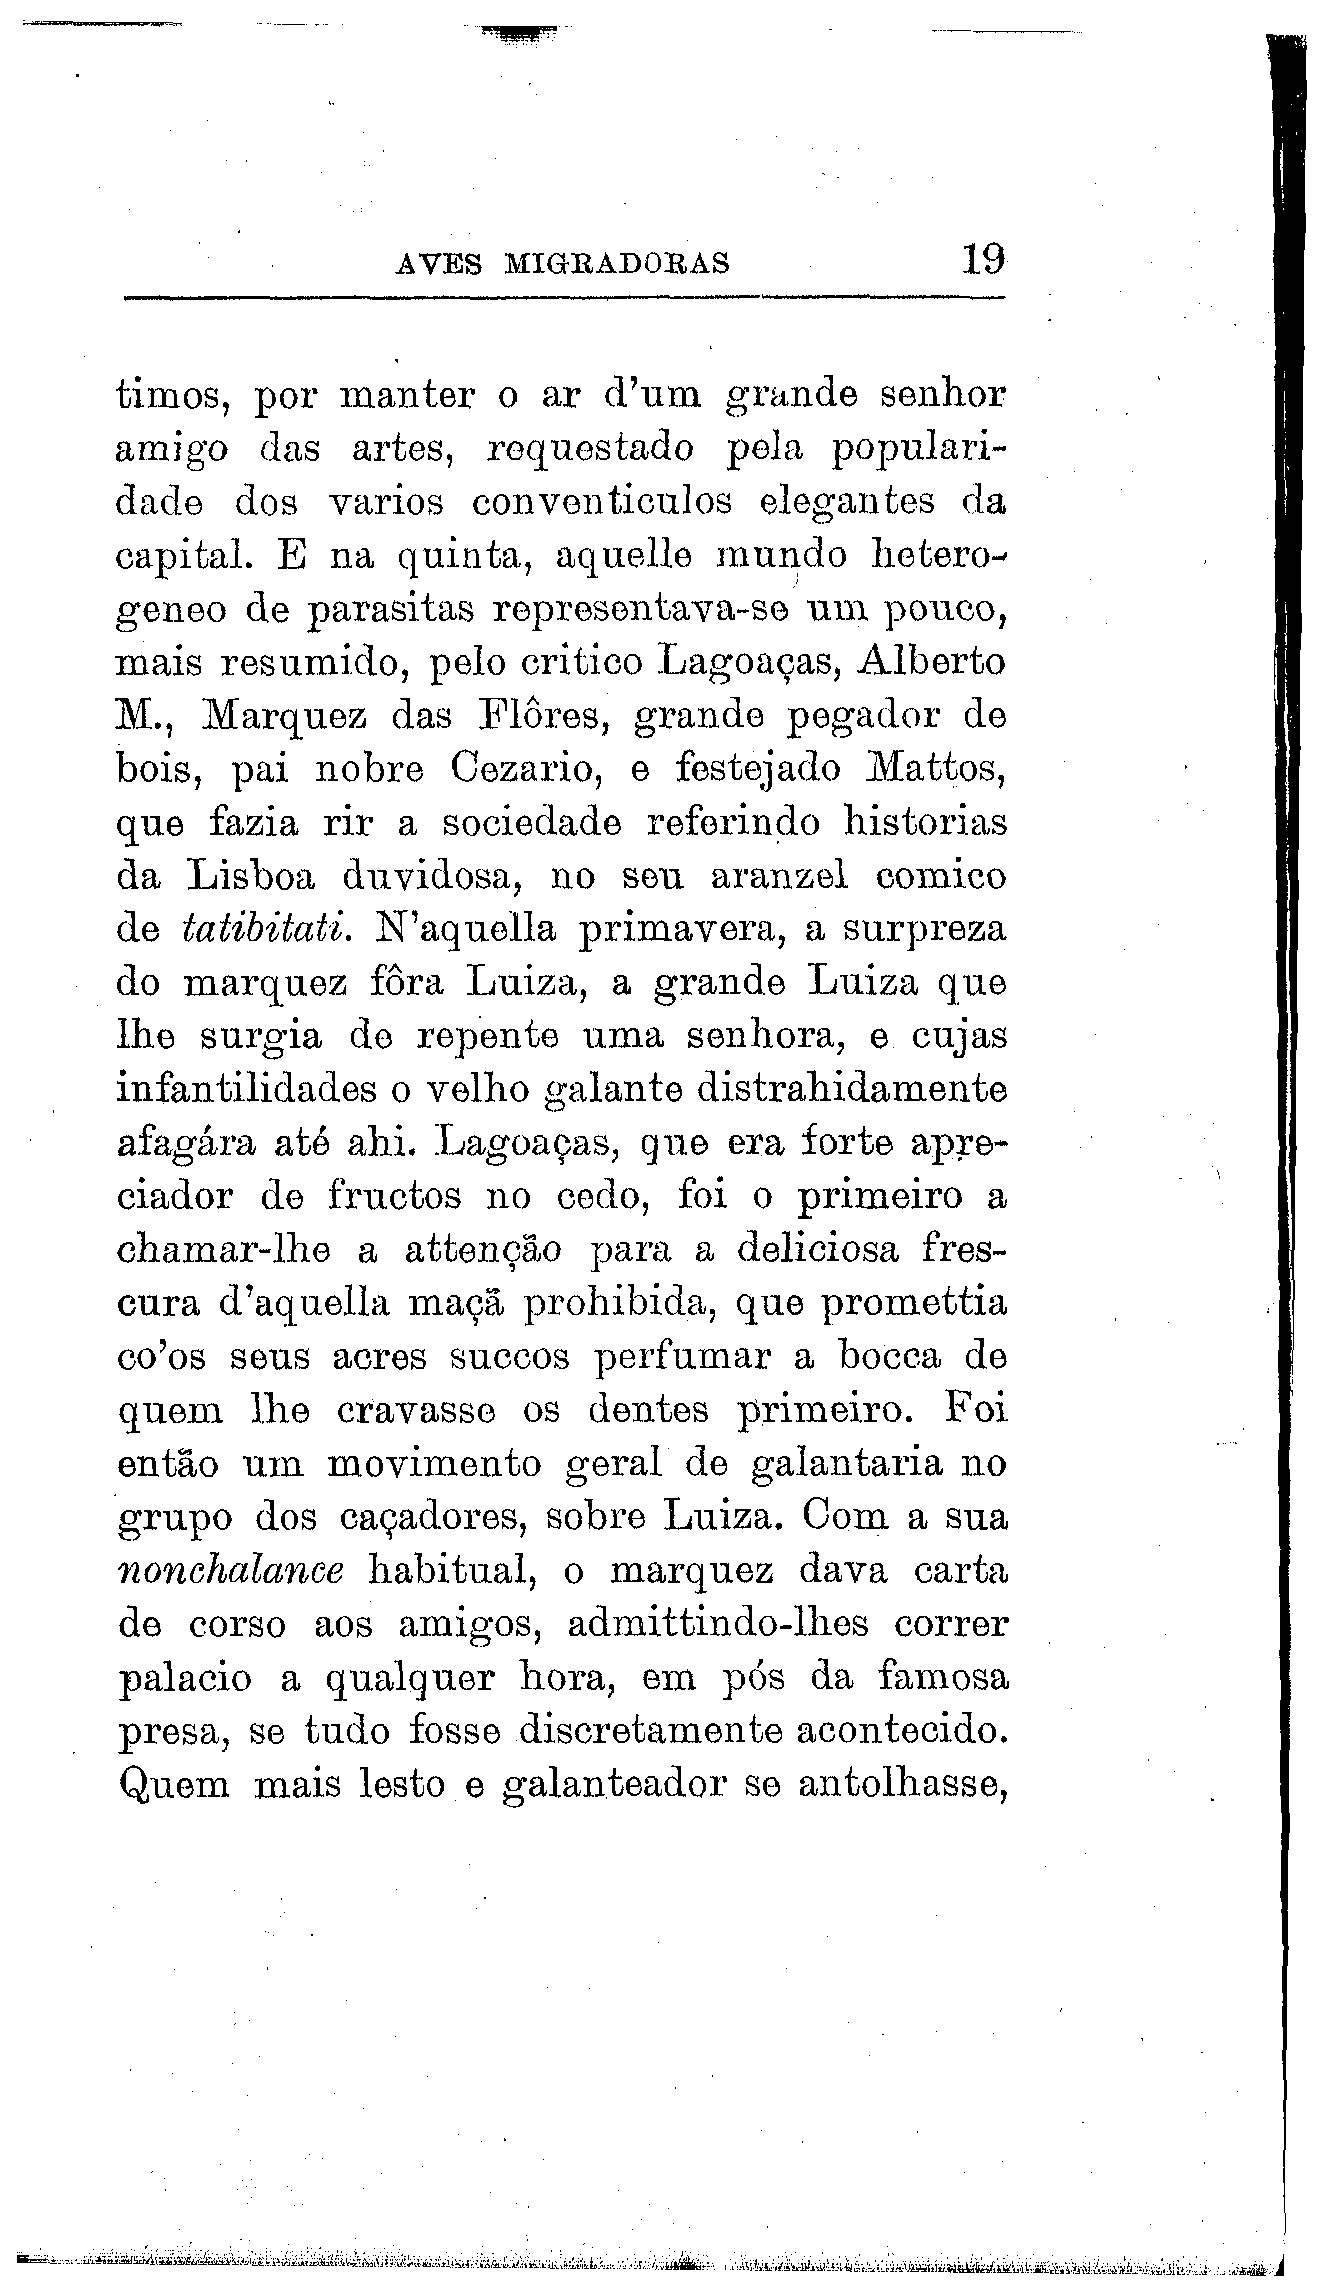 AVES MIGRADORAS 19
timos, por manter o ar d'um grande senhor
amigo das artes, requestado pela populari-
dade dos varios conventiculos elegantes da
capital. E na quinta, aquelle mundo hetero-
geneo de parasitas representava-se um pouco,
mais resumido, pelo critico Lagoaças, Alberto
M., Marquez das Flôres, grande pegador de
bois, pai nobre Cezario, e festejado Mattos,
que fazia rir a sociedade referindo historias
da Lisboa duvidosa, no seu aranzel comico
de tatibitati. N'aquella primavera, a surpreza
do marquez fôra Luiza, a grande Luiza que
lhe surgia de repente uma senhora, e cujas
infantilidades o velho galante distrahidamente
afagára até ahi. Lagoaças, que era forte apre-
ciador de fructos no cedo, foi o primeiro a
chamar-lhe a attenção para a deliciosa fres-
cura d'aquella maçã prohibida, que promettia
co'os seus acres succos perfumar a bocca de
quem lhe cravasse os dentes primeiro. Foi
então um movimento geral de galantaria no
grupo dos caçadores, sobre Luiza. Com a sua
nonchalance habitual, o marquez dava carta
de corso aos amigos, admittindo-lhes correr
palacio a qualquer hora, em pós da famosa
presa, se tudo fosse discretamente acontecido.
Quem mais lesto e galanteador se antolhasse,